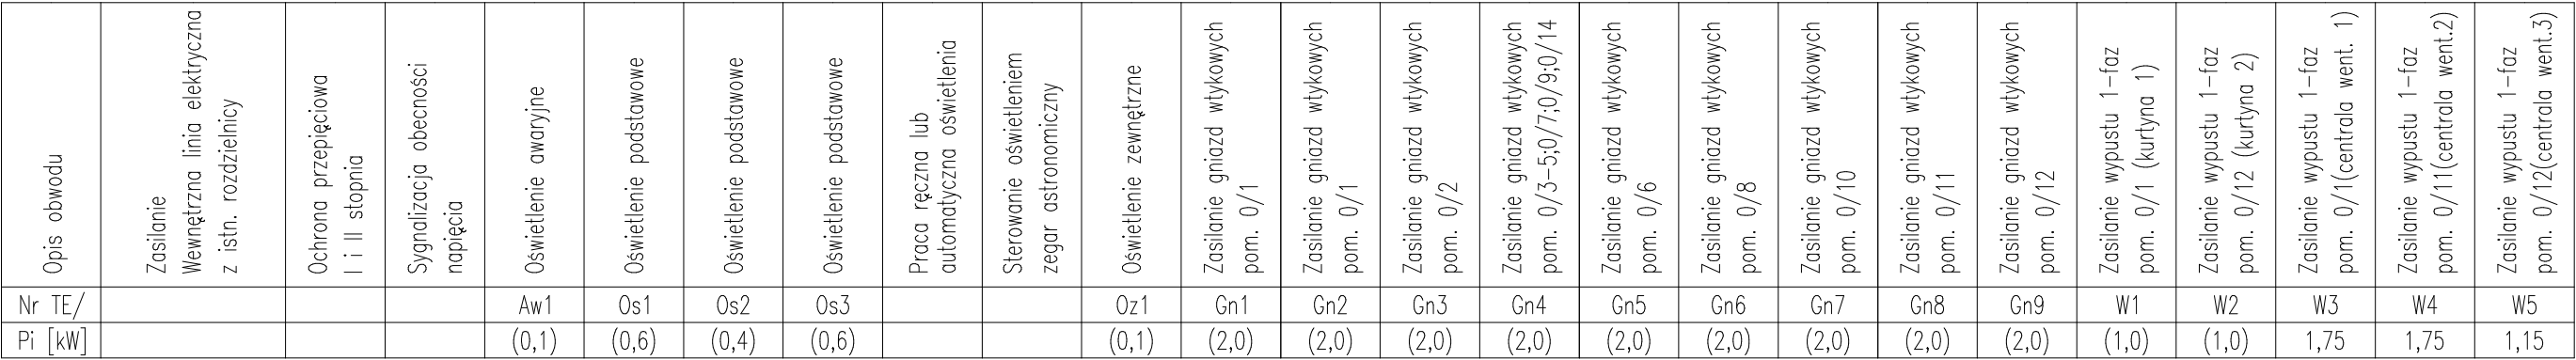 Opis obwodu
Zasilanie
Wewnętrzna linia elektryczna
z istn. rozdzielnicy
Ochrona przepięciowa
I i II stopnia
Sygnalizacja obecności
napięcia
Oświetlenie awaryjne
Oświetlenie podstawowe
Oświetlenie podstawowe
Oświetlenie podstawowe
Praca ręczna lub
automatyczna oświetlenia
Sterowanie oświetleniem
zegar astronomiczny
Oświetlenie zewnętrzne
Zasilanie gniazd wtykowych
pom. 0/1
Zasilanie gniazd wtykowych
pom. 0/1
Zasilanie gniazd wtykowych
pom. 0/2
Zasilanie gniazd wtykowych
pom. 0/3-5;0/7;0/9;0/14
Zasilanie gniazd wtykowych
pom. 0/6
Zasilanie gniazd wtykowych
pom. 0/8
Zasilanie gniazd wtykowych
pom. 0/10
Zasilanie gniazd wtykowych
pom. 0/11
Zasilanie gniazd wtykowych
pom. 0/12
Zasilanie wypustu 1-faz
pom. 0/1 (kurtyna 1)
Zasilanie wypustu 1-faz
pom. 0/12 (kurtyna 2)
Zasilanie wypustu 1-faz
pom. 0/1(centrala went. 1)
Zasilanie wypustu 1-faz
pom. 0/11(centrala went.2)
Zasilanie wypustu 1-faz
pom. 0/12(centrala went.3)
Nr TE/ Aw1 Os1 Os2 Os3 Oz1 Gn1 Gn2 Gn3 Gn4 Gn5 Gn6 Gn7 Gn8 Gn9 W1 W2 W3 W4 W5
Pi [kW] (0,1) (0,6) (0,4) (0,6) (0,1) (2,0) (2,0) (2,0) (2,0) (2,0) (2,0) (2,0) (2,0) (2,0) (1,0) (1,0) 1,75 1,75 1,15